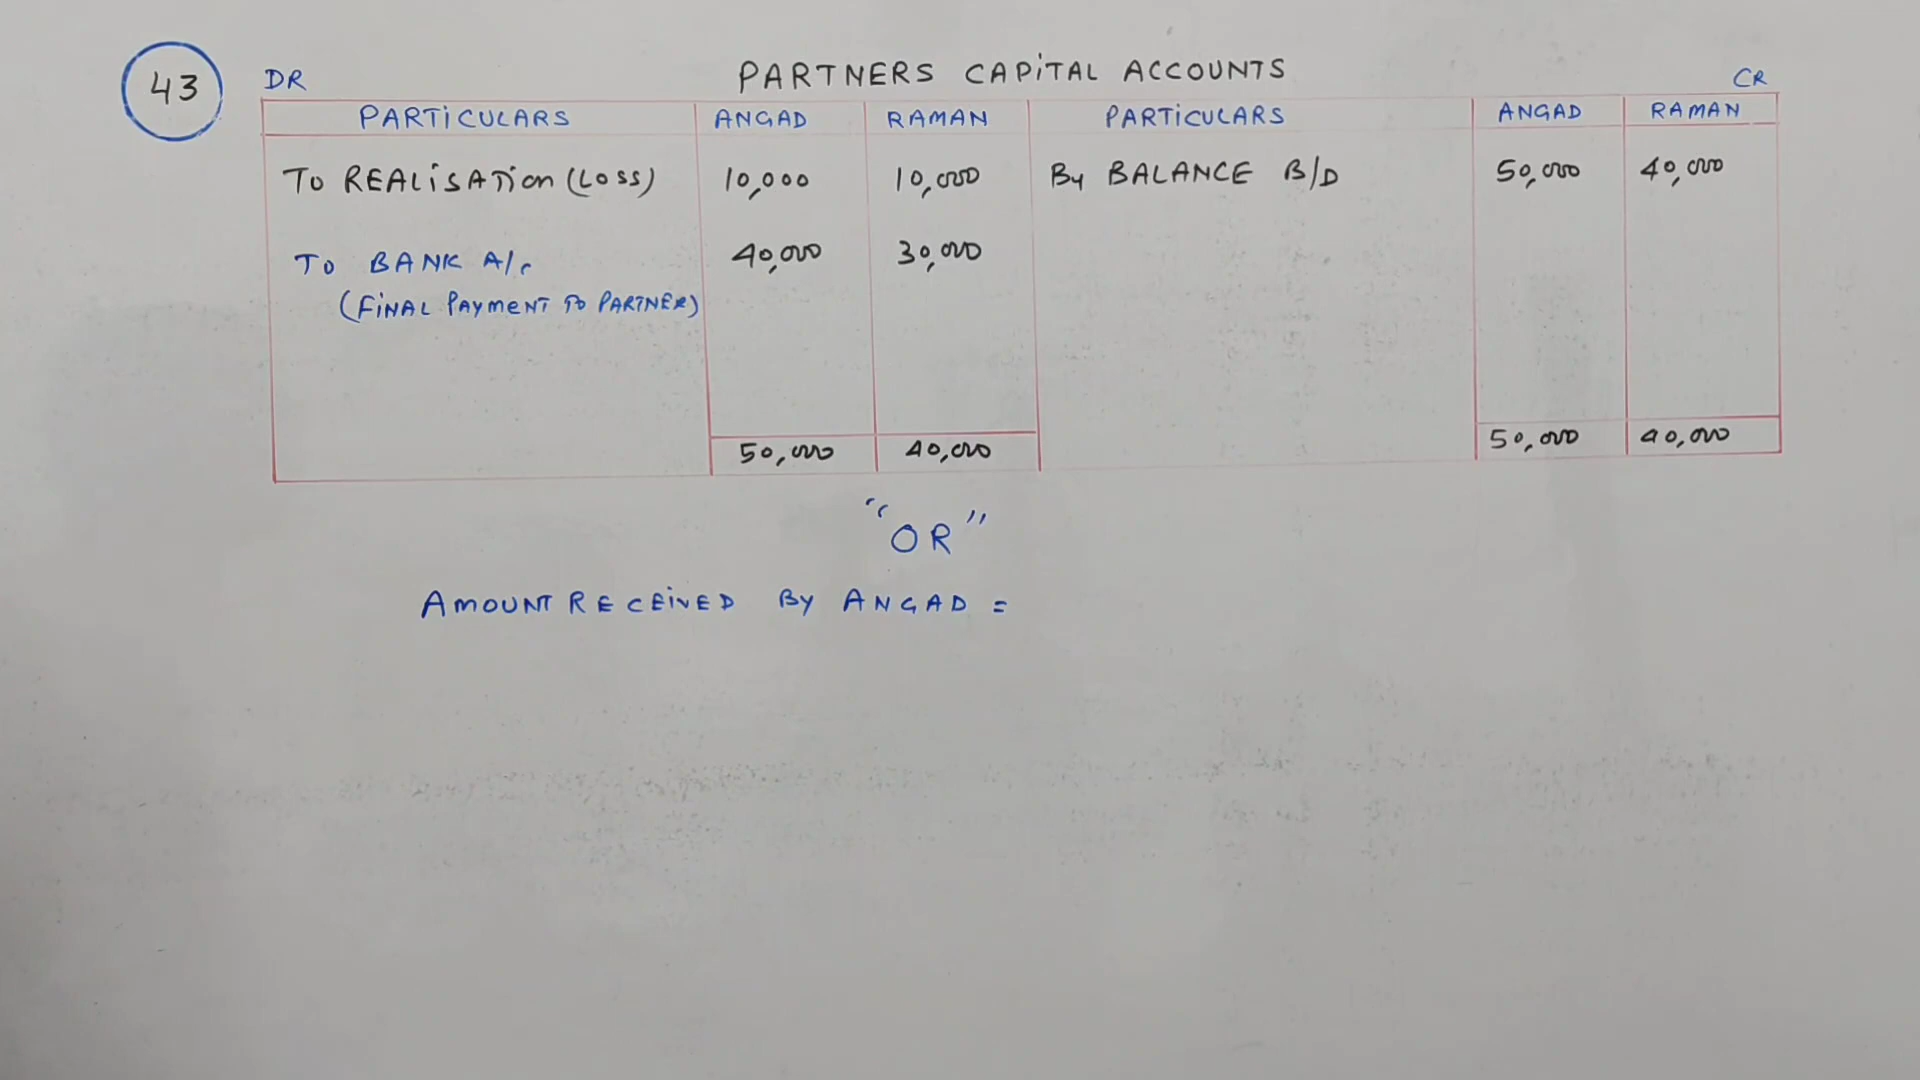 43 DR PARTNERS CAPITAL ACCOUNTS CR
PARTICULARS ANGAD RAMAN PARTICULARS ANGAD RAMAN
To REALISATION (LOSS) 10,000 10,000 By BALANCE B/D 50,000 40,000
To BANK A/c 40,000 30,000
(FINAL PAYMENT TO PARTNER)
50,000 40,000 50,000 40,000
"OR"
AMOUNT RECEIVED By ANGAD =